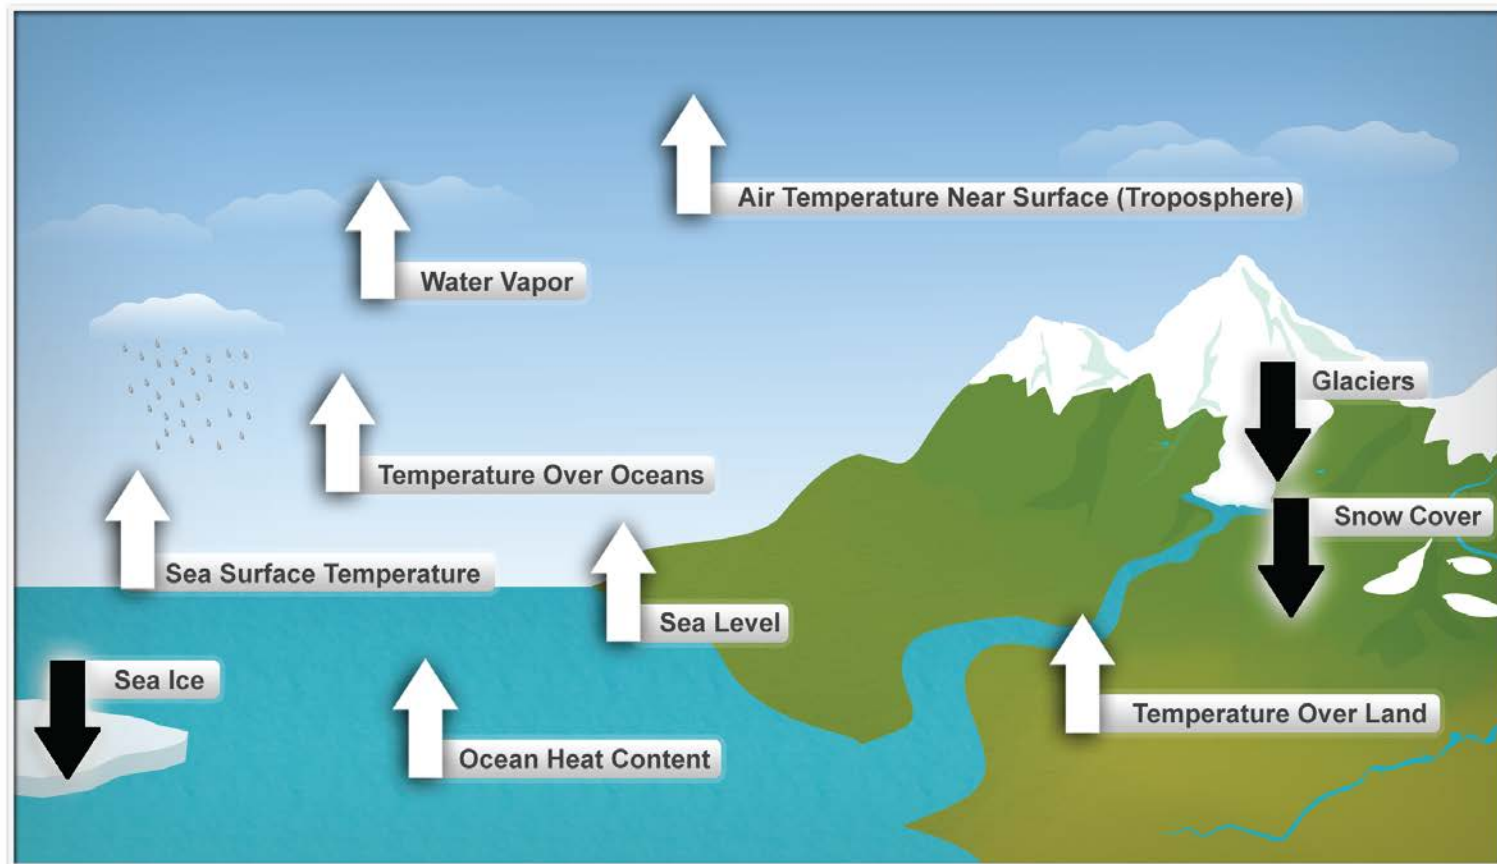 Air Temperature Near Surface (Troposphere)
Water Vapor
Glaciers
Temperature Over Oceans
Snow Cover
Sea Surface Temperature
Sea Level
Sea Ice
Temperature Over Land
Ocean Heat Content